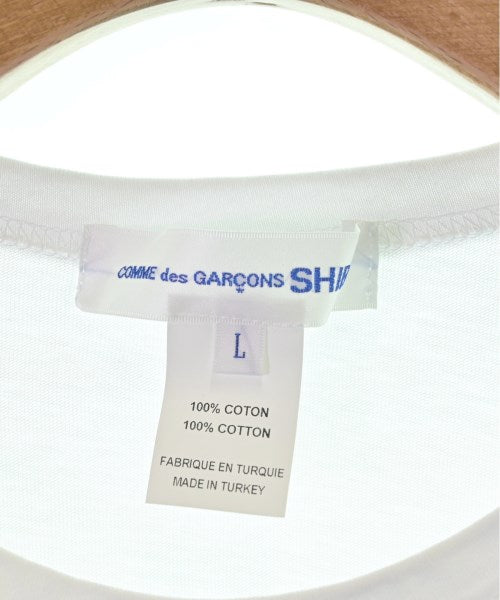 COMME des GARÇONS SHI
L
100% COTON
100% COTTON
FABRIQUE EN TURQUIE
MADE IN TURKEY